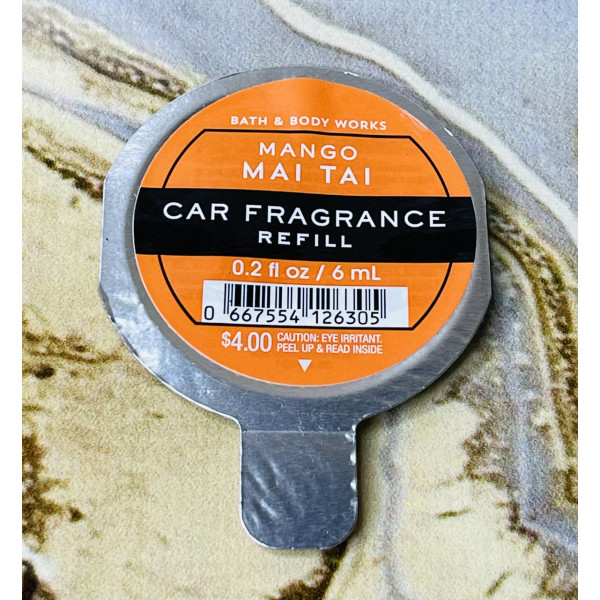 BATH & BODY WORKS
MANGO
MAI TAI
CAR FRAGRANCE
REFILL
0.2 fl oz / 6 mL
0 667554 126305
$4.00 CAUTION: EYE IRRITANT.
PEEL UP & READ INSIDE